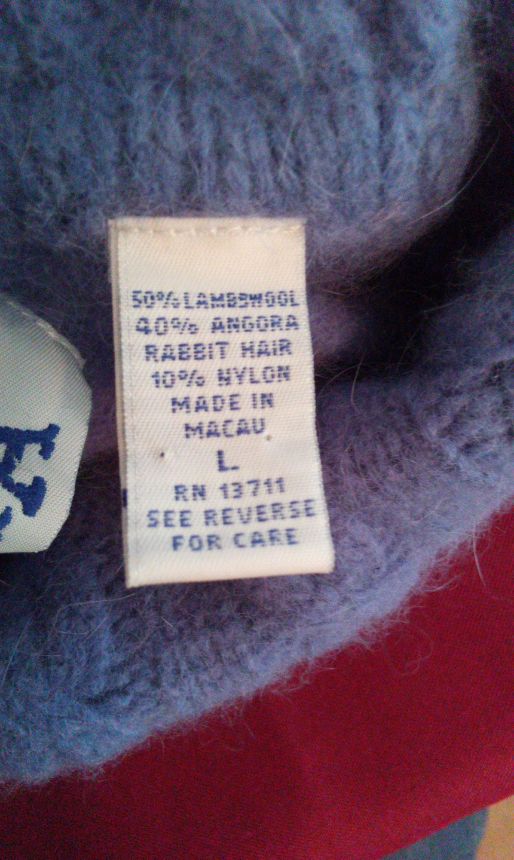 50% LAMBSWOOL
40% ANGORA
RABBIT HAIR
10% NYLON
MADE IN
MACAU
L
RN 13711
SEE REVERSE
FOR CARE